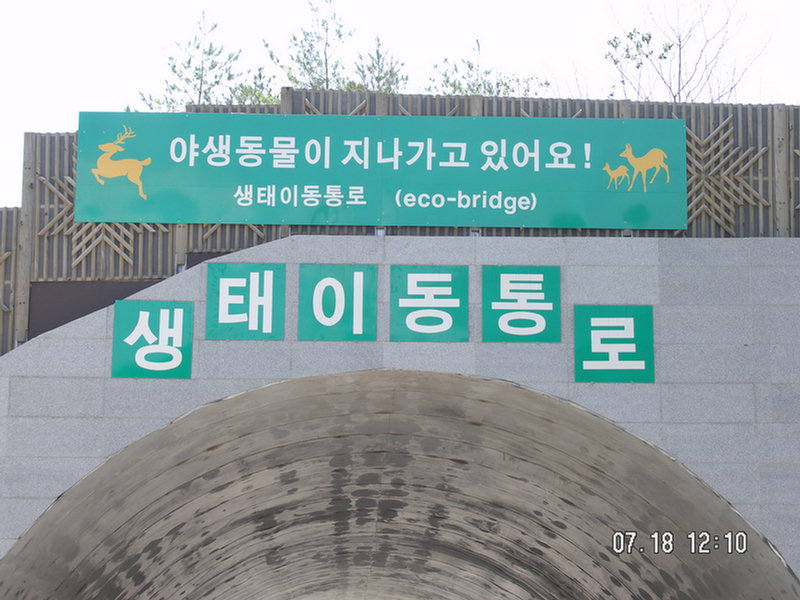 야생동물이 지나가고 있어요!
생태이동통로 (eco-bridge)
생태이동통로
07.18 12:10